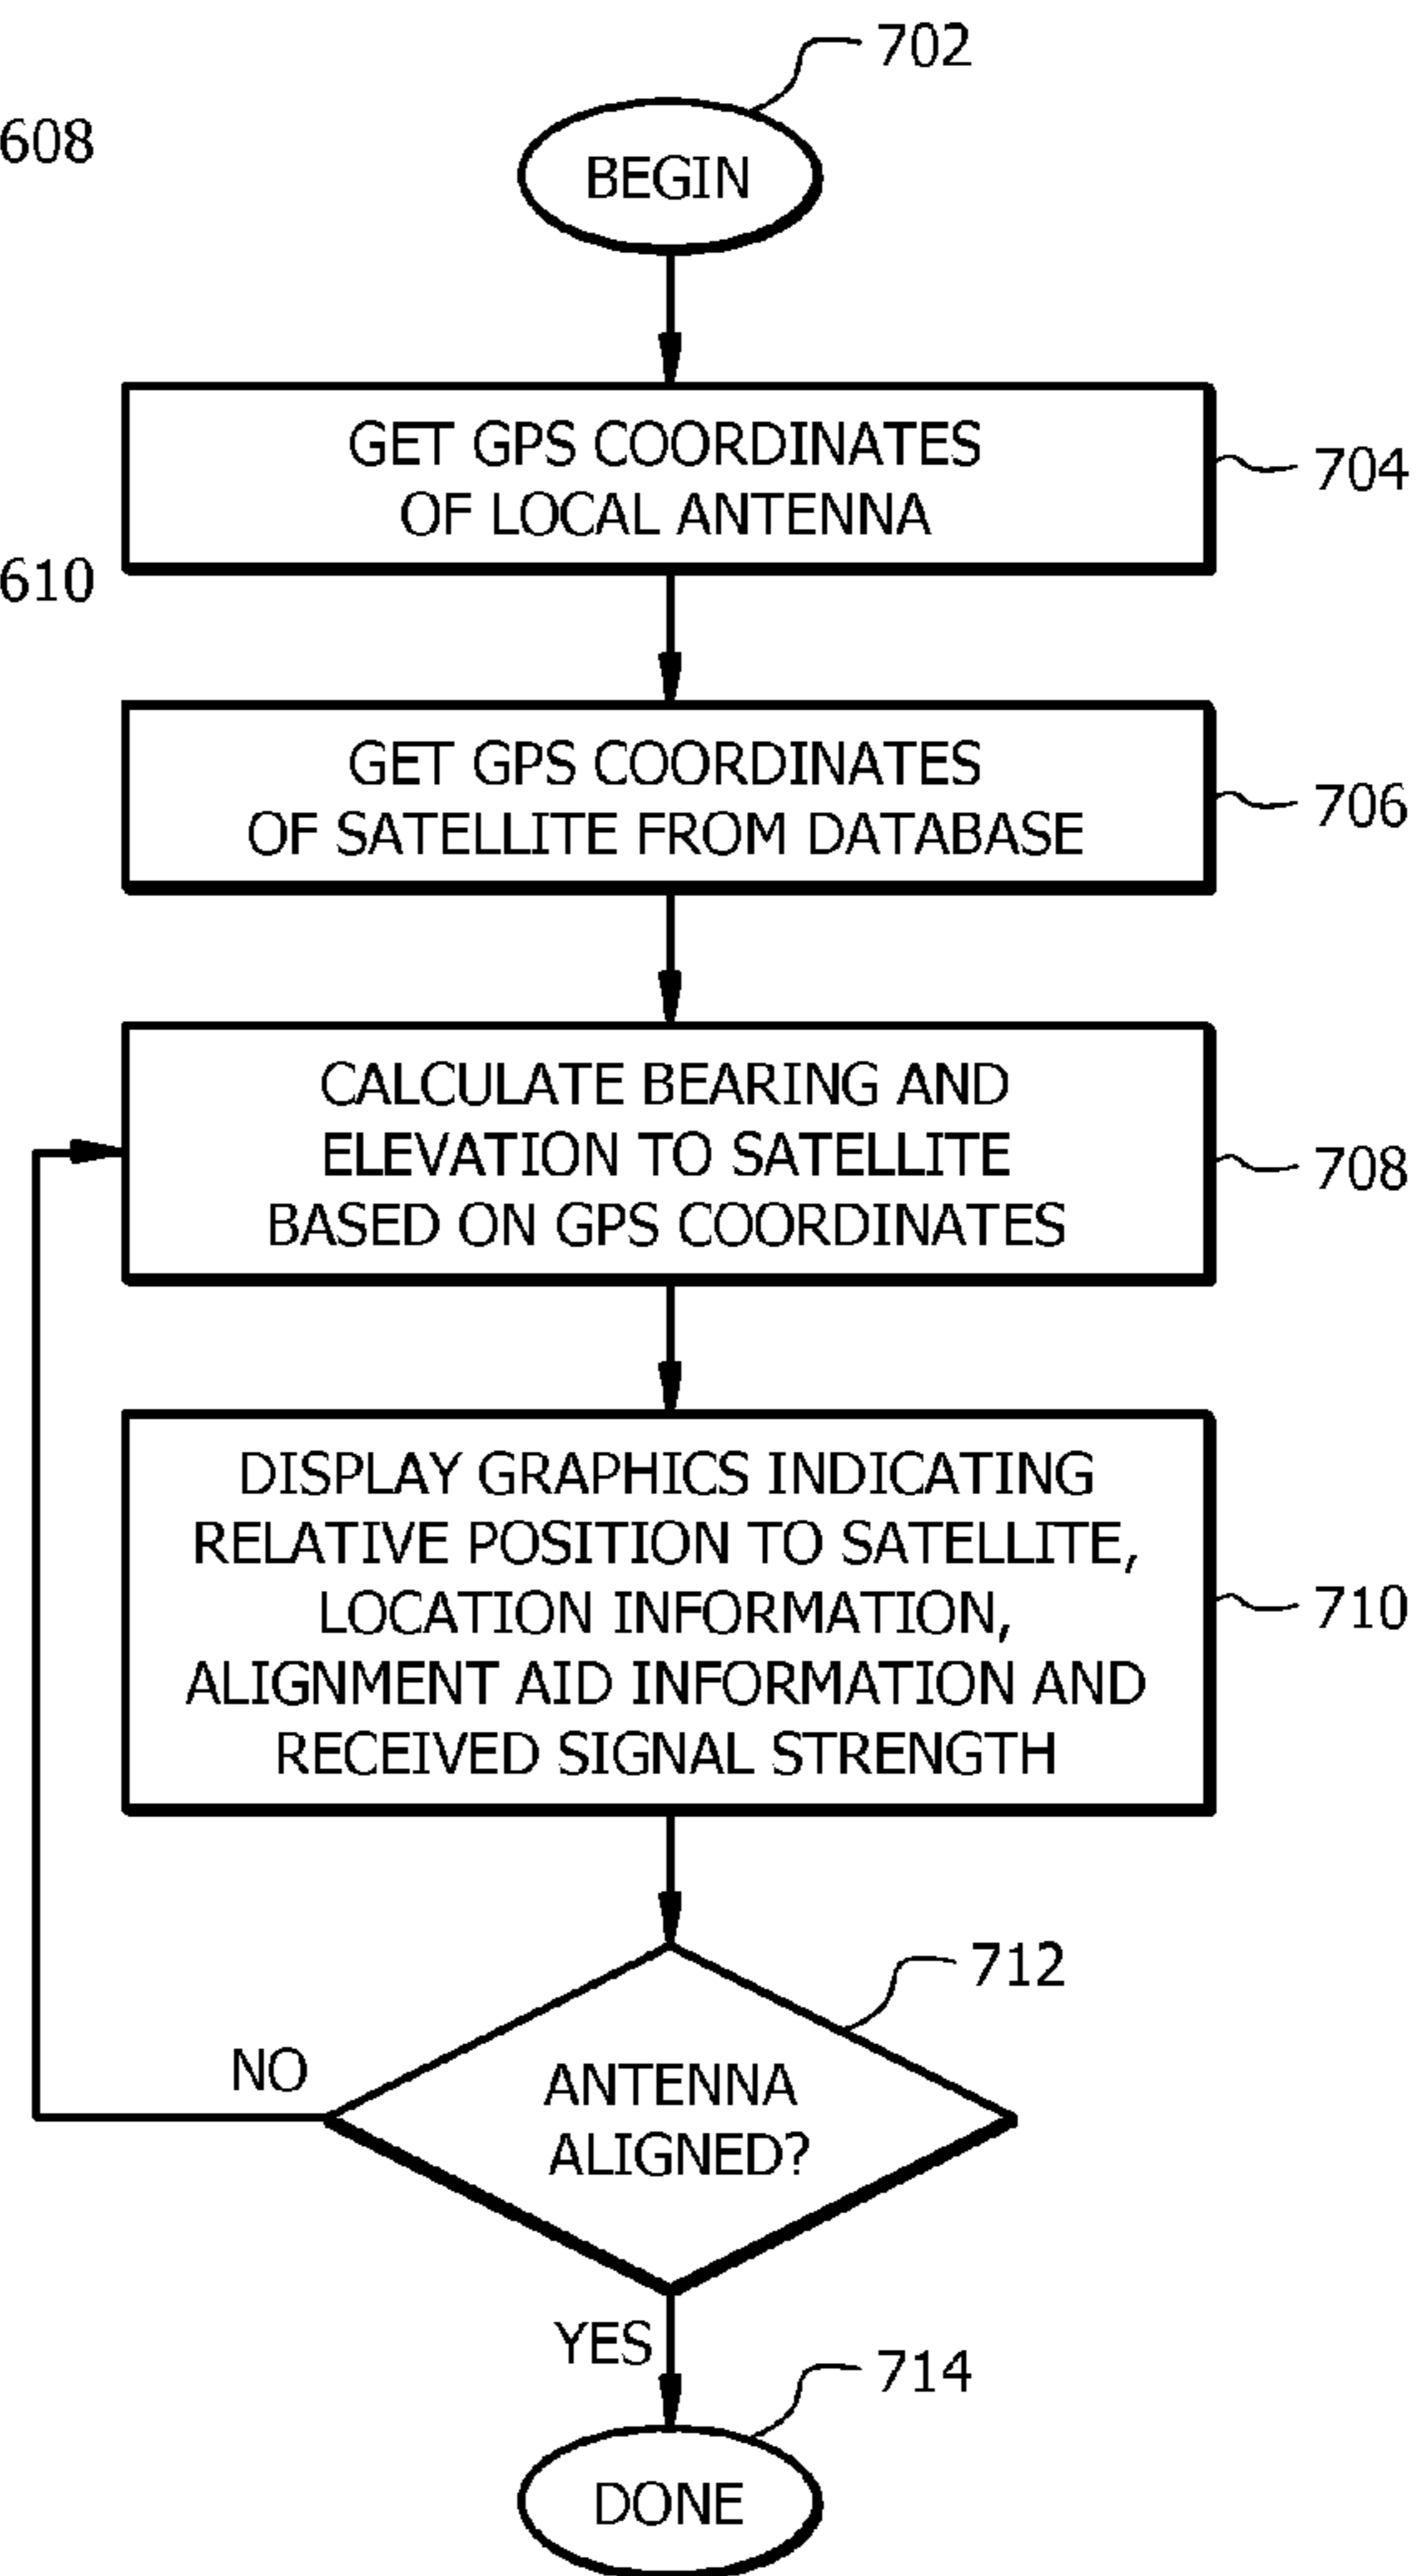 702
608
BEGIN
GET GPS COORDINATES
OF LOCAL ANTENNA
704
610
GET GPS COORDINATES
OF SATELLITE FROM DATABASE
706
CALCULATE BEARING AND
ELEVATION TO SATELLITE
BASED ON GPS COORDINATES
708
DISPLAY GRAPHICS INDICATING
RELATIVE POSITION TO SATELLITE,
LOCATION INFORMATION,
ALIGNMENT AID INFORMATION AND
RECEIVED SIGNAL STRENGTH
710
712
NO
ANTENNA
ALIGNED?
YES
714
DONE